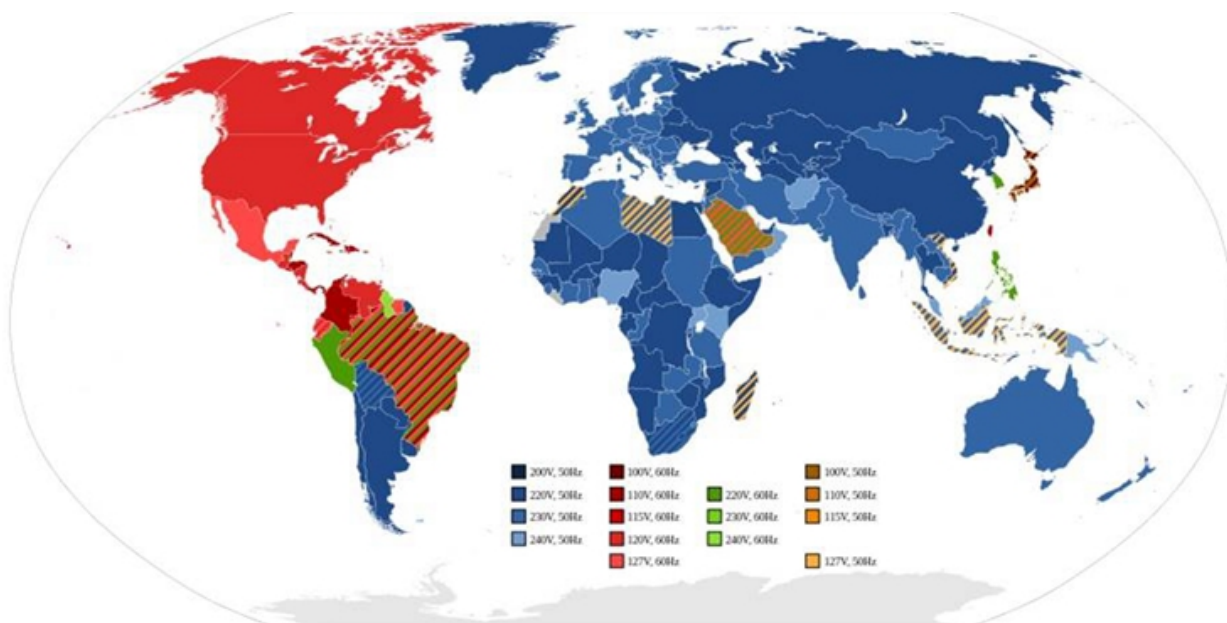 200V, 50Hz
220V, 50Hz
230V, 50Hz
240V, 50Hz
100V, 60Hz
110V, 60Hz
115V, 60Hz
120V, 60Hz
127V, 60Hz
220V, 60Hz
230V, 60Hz
240V, 60Hz
100V, 50Hz
110V, 50Hz
115V, 50Hz
127V, 50Hz